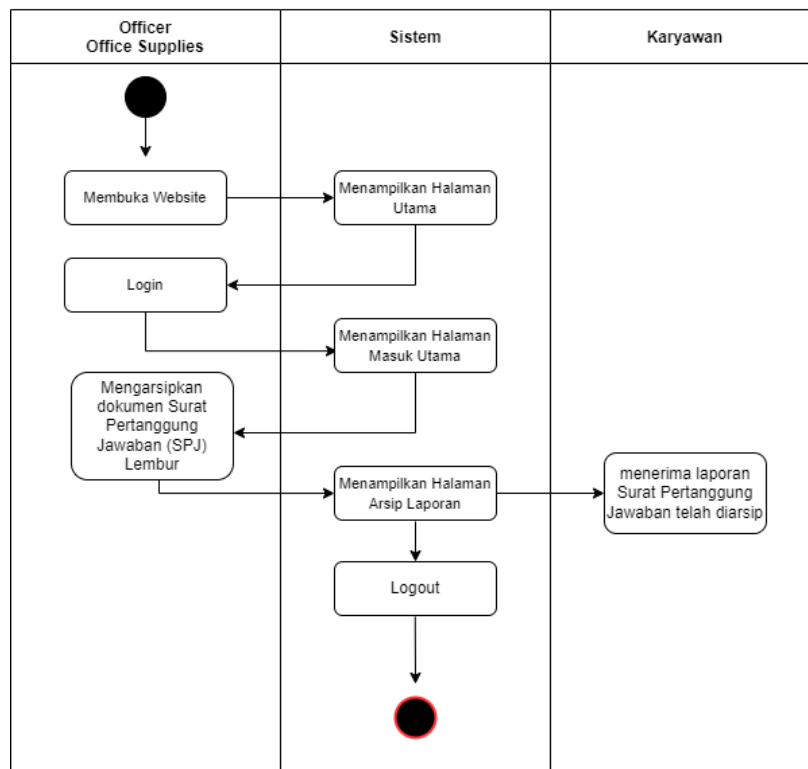 Officer
Office Supplies
Sistem
Karyawan
Membuka Website
Menampilkan Halaman
Utama
Login
Menampilkan Halaman
Masuk Utama
Mengarsipkan
dokumen Surat
Pertanggung
Jawaban (SPJ)
Lembur
Menampilkan Halaman
Arsip Laporan
menerima laporan
Surat Pertanggung
Jawaban telah diarsip
Logout